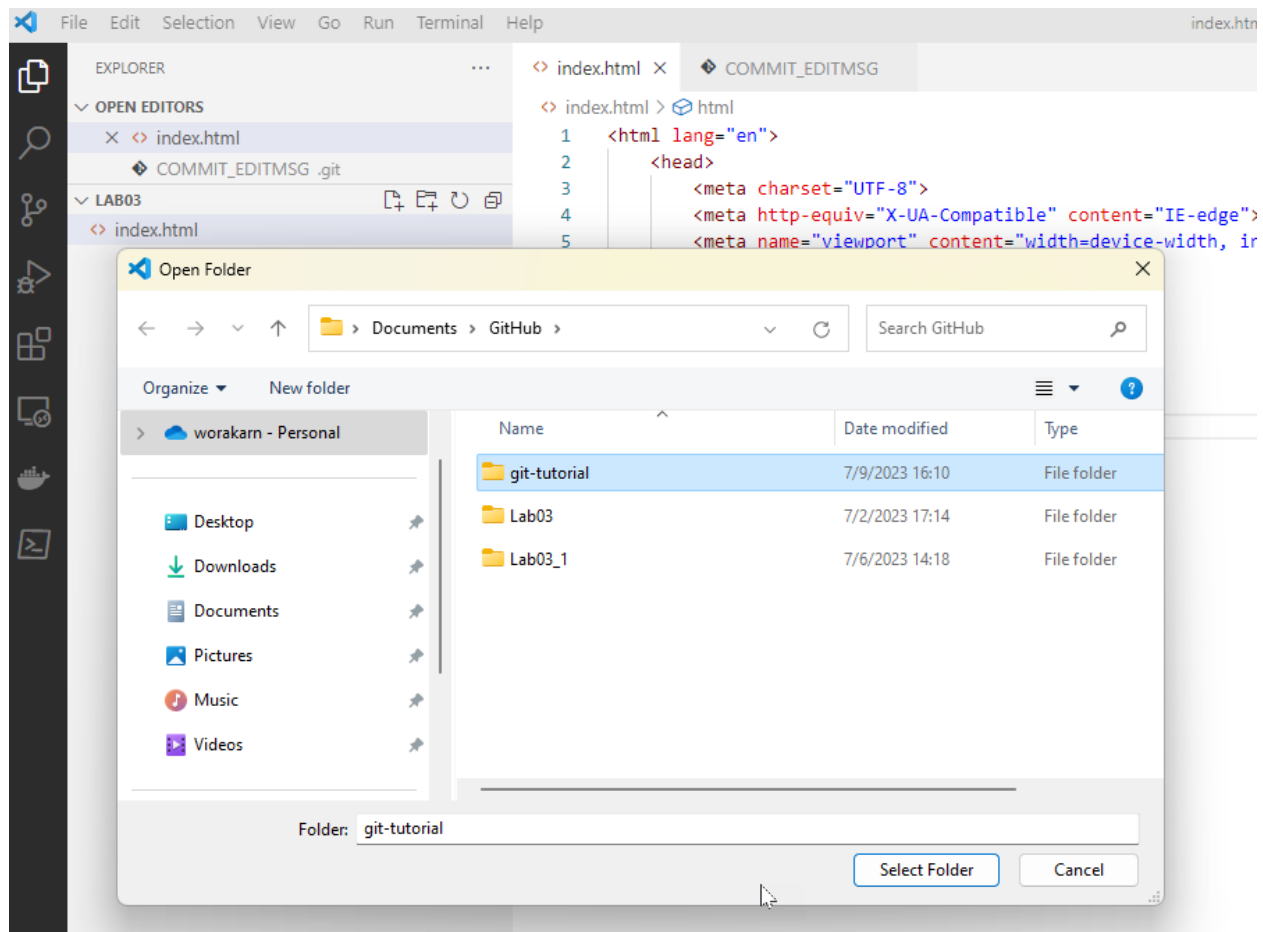 File Edit Selection View Go Run Terminal Help index.htm
EXPLORER ...
OPEN EDITORS
index.html
COMMIT_EDITMSG .git
LAB03
index.html
index.html COMMIT_EDITMSG
index.html > html
1 <html lang="en">
2 <head>
3 <meta charset="UTF-8">
4 <meta http-equiv="X-UA-Compatible" content="IE-edge">
5 <meta name="viewport" content="width=device-width, in
Open Folder
Documents > GitHub >
Search GitHub
Organize New folder
worakarn - Personal
Desktop
Downloads
Documents
Pictures
Music
Videos
Name Date modified Type
git-tutorial 7/9/2023 16:10 File folder
Lab03 7/2/2023 17:14 File folder
Lab03_1 7/6/2023 14:18 File folder
Folder: git-tutorial
Select Folder Cancel